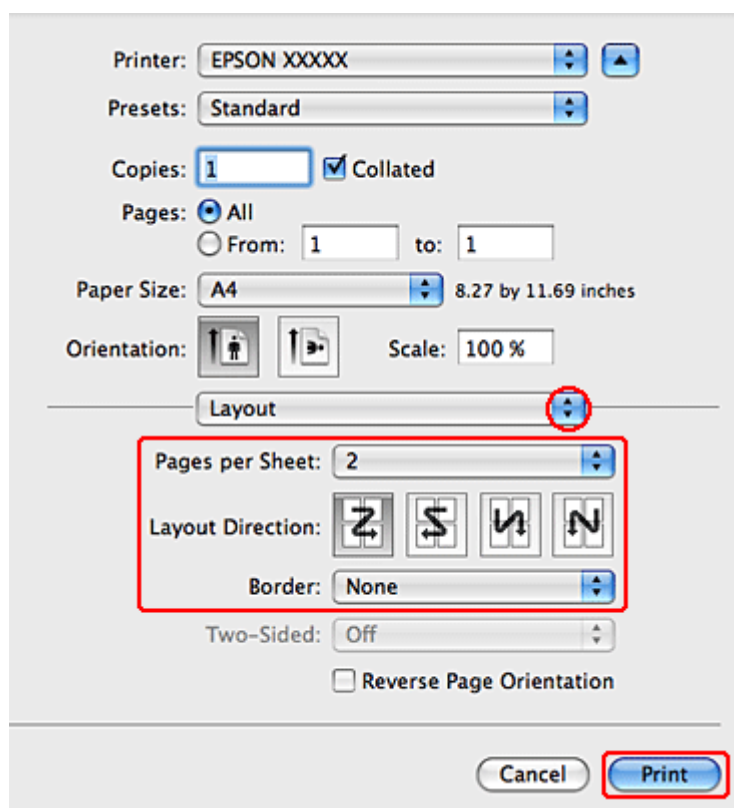 Printer: EPSON XXXXX
Presets: Standard
Copies: 1 Collated
Pages: All
From: 1 to: 1
Paper Size: A4 8.27 by 11.69 inches
Orientation: Scale: 100 %
Layout
Pages per Sheet: 2
Layout Direction:
Border: None
Two-Sided: Off
Reverse Page Orientation
Cancel Print